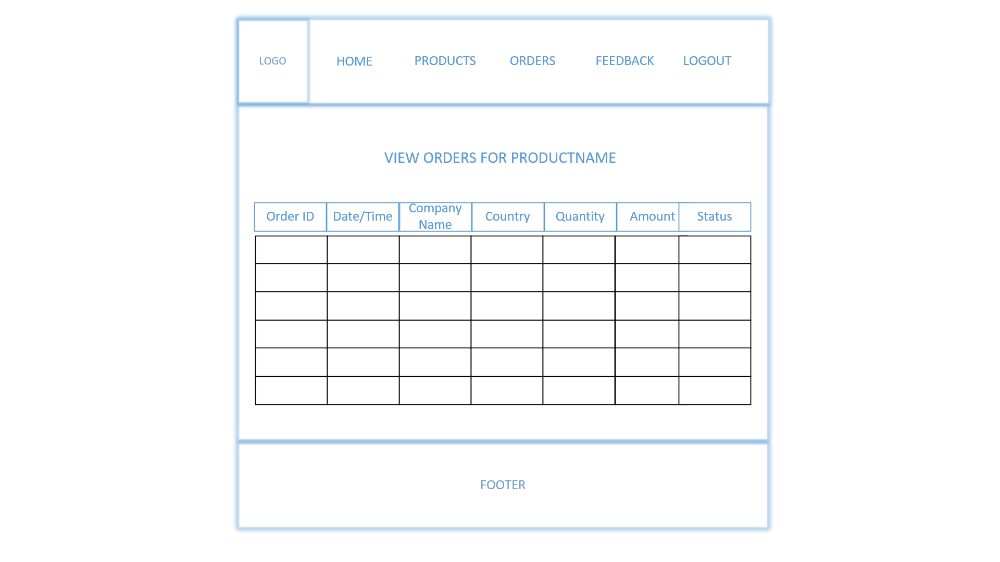 LOGO
HOME
PRODUCTS
ORDERS
FEEDBACK
LOGOUT
VIEW ORDERS FOR PRODUCTNAME
Order ID
Date/Time
Company
Name
Country
Quantity
Amount
Status
FOOTER